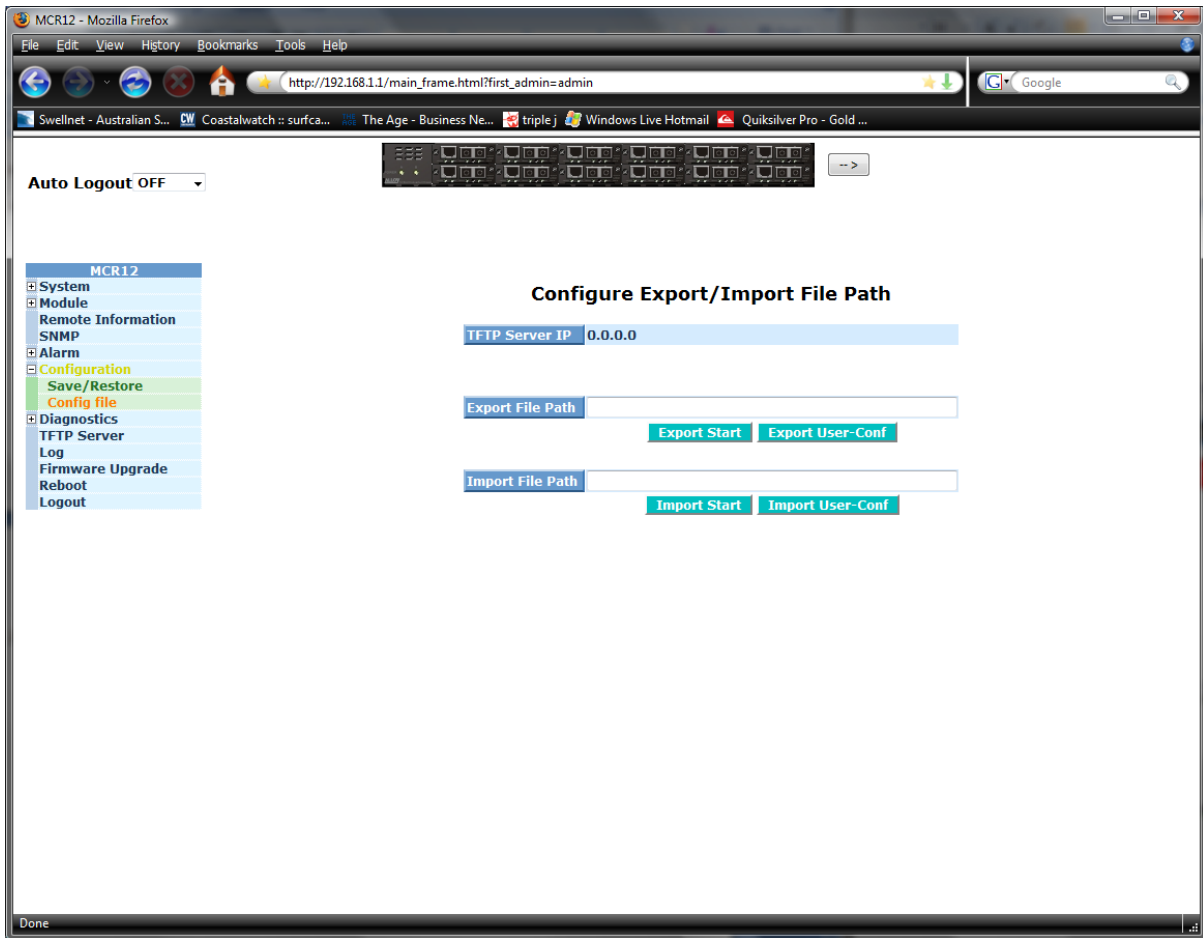 MCR12 - Mozilla Firefox
File Edit View History Bookmarks Tools Help
http://192.168.1.1/main_frame.html?first_admin=admin
G Google
Swellnet - Australian S... CW Coastalwatch :: surfca... The Age - Business Ne... triple j Windows Live Hotmail Quiksilver Pro - Gold ...
Auto Logout OFF
-->
MCR12
System
Module
Remote Information
SNMP
Alarm
Configuration
Save/Restore
Config file
Diagnostics
TFTP Server
Log
Firmware Upgrade
Reboot
Logout
Configure Export/Import File Path
TFTP Server IP 0.0.0.0
Export File Path
Export Start Export User-Conf
Import File Path
Import Start Import User-Conf
Done